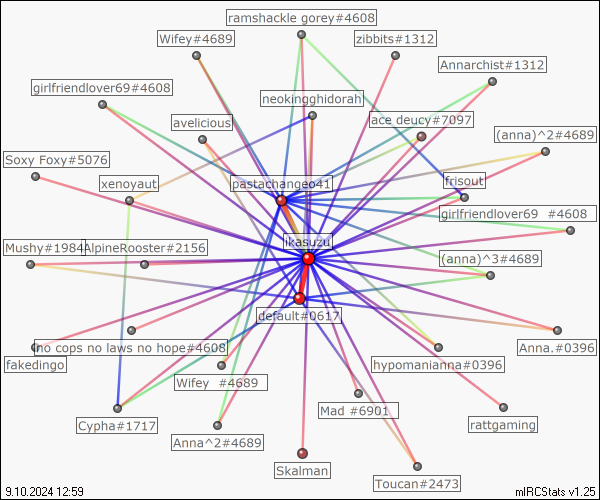 ramshackle gorey#4608
Wifey#4689
zibbits#1312
Annarchist#1312
girlfriendlover69#4608
neokingghidorah
avelicious
ace deucy#7097
(anna)^2#4689
Soxy Foxy#5076
xenoyaut
pastachangeo41
frisout
girlfriendlover69  #4608
ikasuzu
Mushy#1984
AlpineRooster#2156
(anna)^3#4689
default#0617
no cops no laws no hope#4608
Anna.#0396
fakedingo
hypomanianna#0396
Wifey  #4689
Mad #6901
rattgaming
Cypha#1717
Anna^2#4689
Skalman
Toucan#2473
9.10.2024 12:59
mIRCStats v1.25